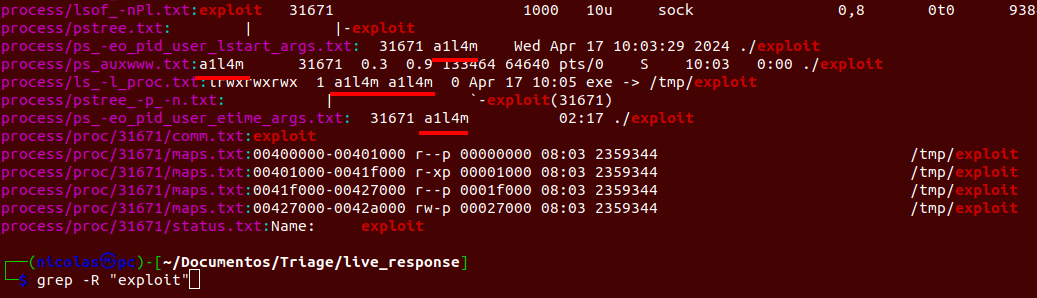 process/lsof_-nPl.txt:exploit   31671                       1000   10u     sock                0,8       0t0     938
process/pstree.txt:         |          |-exploit
process/ps_-eo_pid_user_lstart_args.txt:  31671 a1l4m    Wed Apr 17 10:03:29 2024 ./exploit
process/ps_auxwww.txt:a1l4m      31671  0.3  0.9 133464 64640 pts/0    S    10:03   0:00 ./exploit
process/ls_-l_proc.txt:lrwxrwxrwx  1 a1l4m a1l4m  0 Apr 17 10:05 exe -> /tmp/exploit
process/pstree_-p_-n.txt:            |                 `-exploit(31671)
process/ps_-eo_pid_user_etime_args.txt:  31671 a1l4m           02:17 ./exploit
process/proc/31671/comm.txt:exploit
process/proc/31671/maps.txt:00400000-00401000 r--p 00000000 08:03 2359344                              /tmp/exploit
process/proc/31671/maps.txt:00401000-0041f000 r-xp 00001000 08:03 2359344                              /tmp/exploit
process/proc/31671/maps.txt:0041f000-00427000 r--p 0001f000 08:03 2359344                              /tmp/exploit
process/proc/31671/maps.txt:00427000-0042a000 rw-p 00027000 08:03 2359344                              /tmp/exploit
process/proc/31671/status.txt:Name:     exploit
┌──(nicolas㉿pc)-[~/Documentos/Triage/live_response]
└─$ grep -R "exploit"